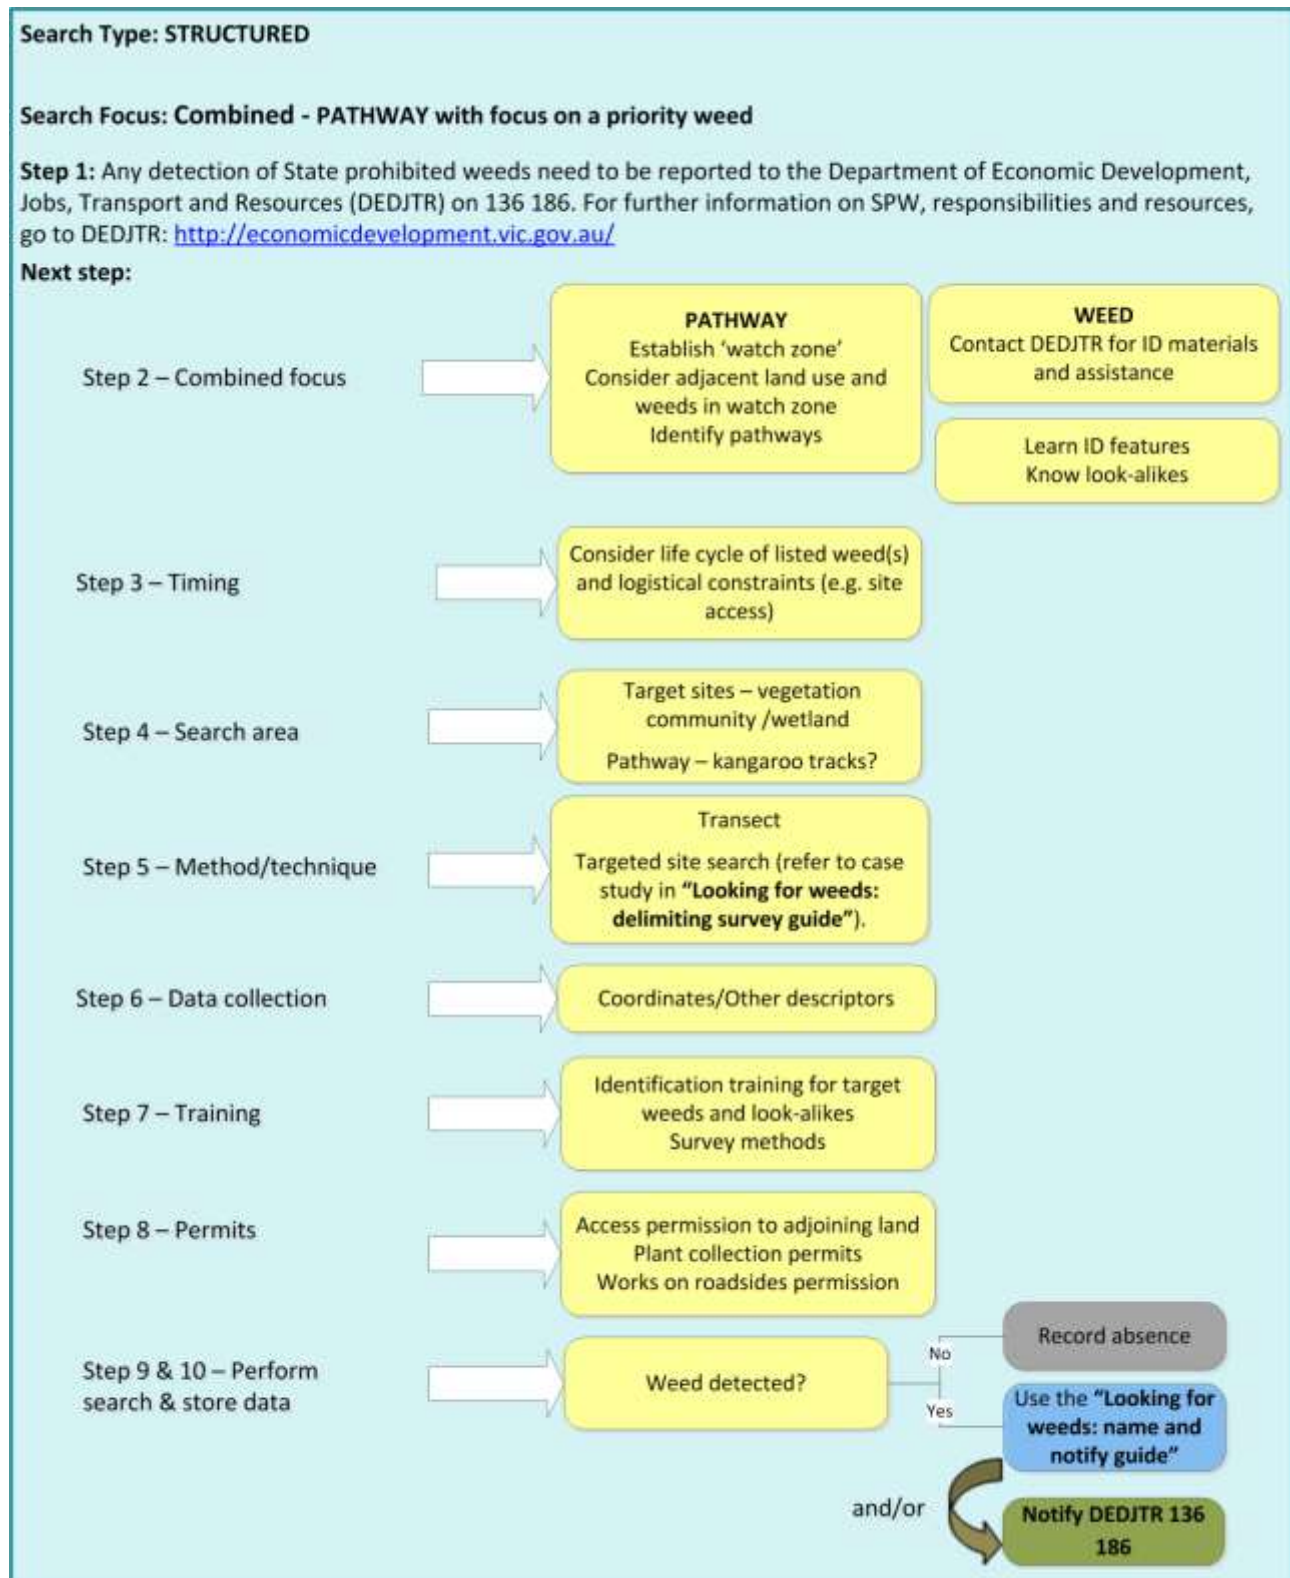 Search Type: STRUCTURED
Search Focus: Combined - PATHWAY with focus on a priority weed
Step 1: Any detection of State prohibited weeds need to be reported to the Department of Economic Development,
Jobs, Transport and Resources (DEDJTR) on 136 186. For further information on SPW, responsibilities and resources,
go to DEDJTR: http://economicdevelopment.vic.gov.au/
Next step:
Step 2 – Combined focus
PATHWAY
Establish ‘watch zone’
Consider adjacent land use and
weeds in watch zone
Identify pathways
WEED
Contact DEDJTR for ID materials
and assistance
Learn ID features
Know look-alikes
Step 3 – Timing
Consider life cycle of listed weed(s)
and logistical constraints (e.g. site
access)
Step 4 – Search area
Target sites – vegetation
community /wetland
Pathway – kangaroo tracks?
Step 5 – Method/technique
Transect
Targeted site search (refer to case
study in “Looking for weeds:
delimiting survey guide”).
Step 6 – Data collection
Coordinates/Other descriptors
Step 7 – Training
Identification training for target
weeds and look-alikes
Survey methods
Step 8 – Permits
Access permission to adjoining land
Plant collection permits
Works on roadsides permission
Step 9 & 10 – Perform
search & store data
Weed detected?
No
Record absence
Yes
Use the “Looking for
weeds: name and
notify guide”
and/or
Notify DEDJTR 136
186